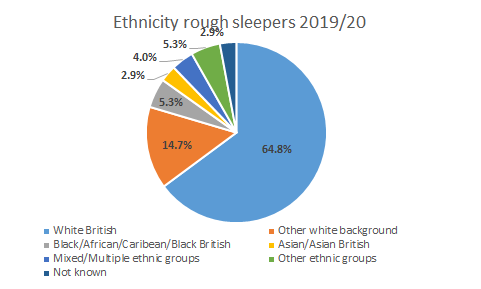 Ethnicity rough sleepers 2019/20
2.9%
5.3%
4.0%
2.9%
5.3%
14.7%
64.8%
White British
Other white background
Black/African/Caribean/Black British
Asian/Asian British
Mixed/Multiple ethnic groups
Other ethnic groups
Not known